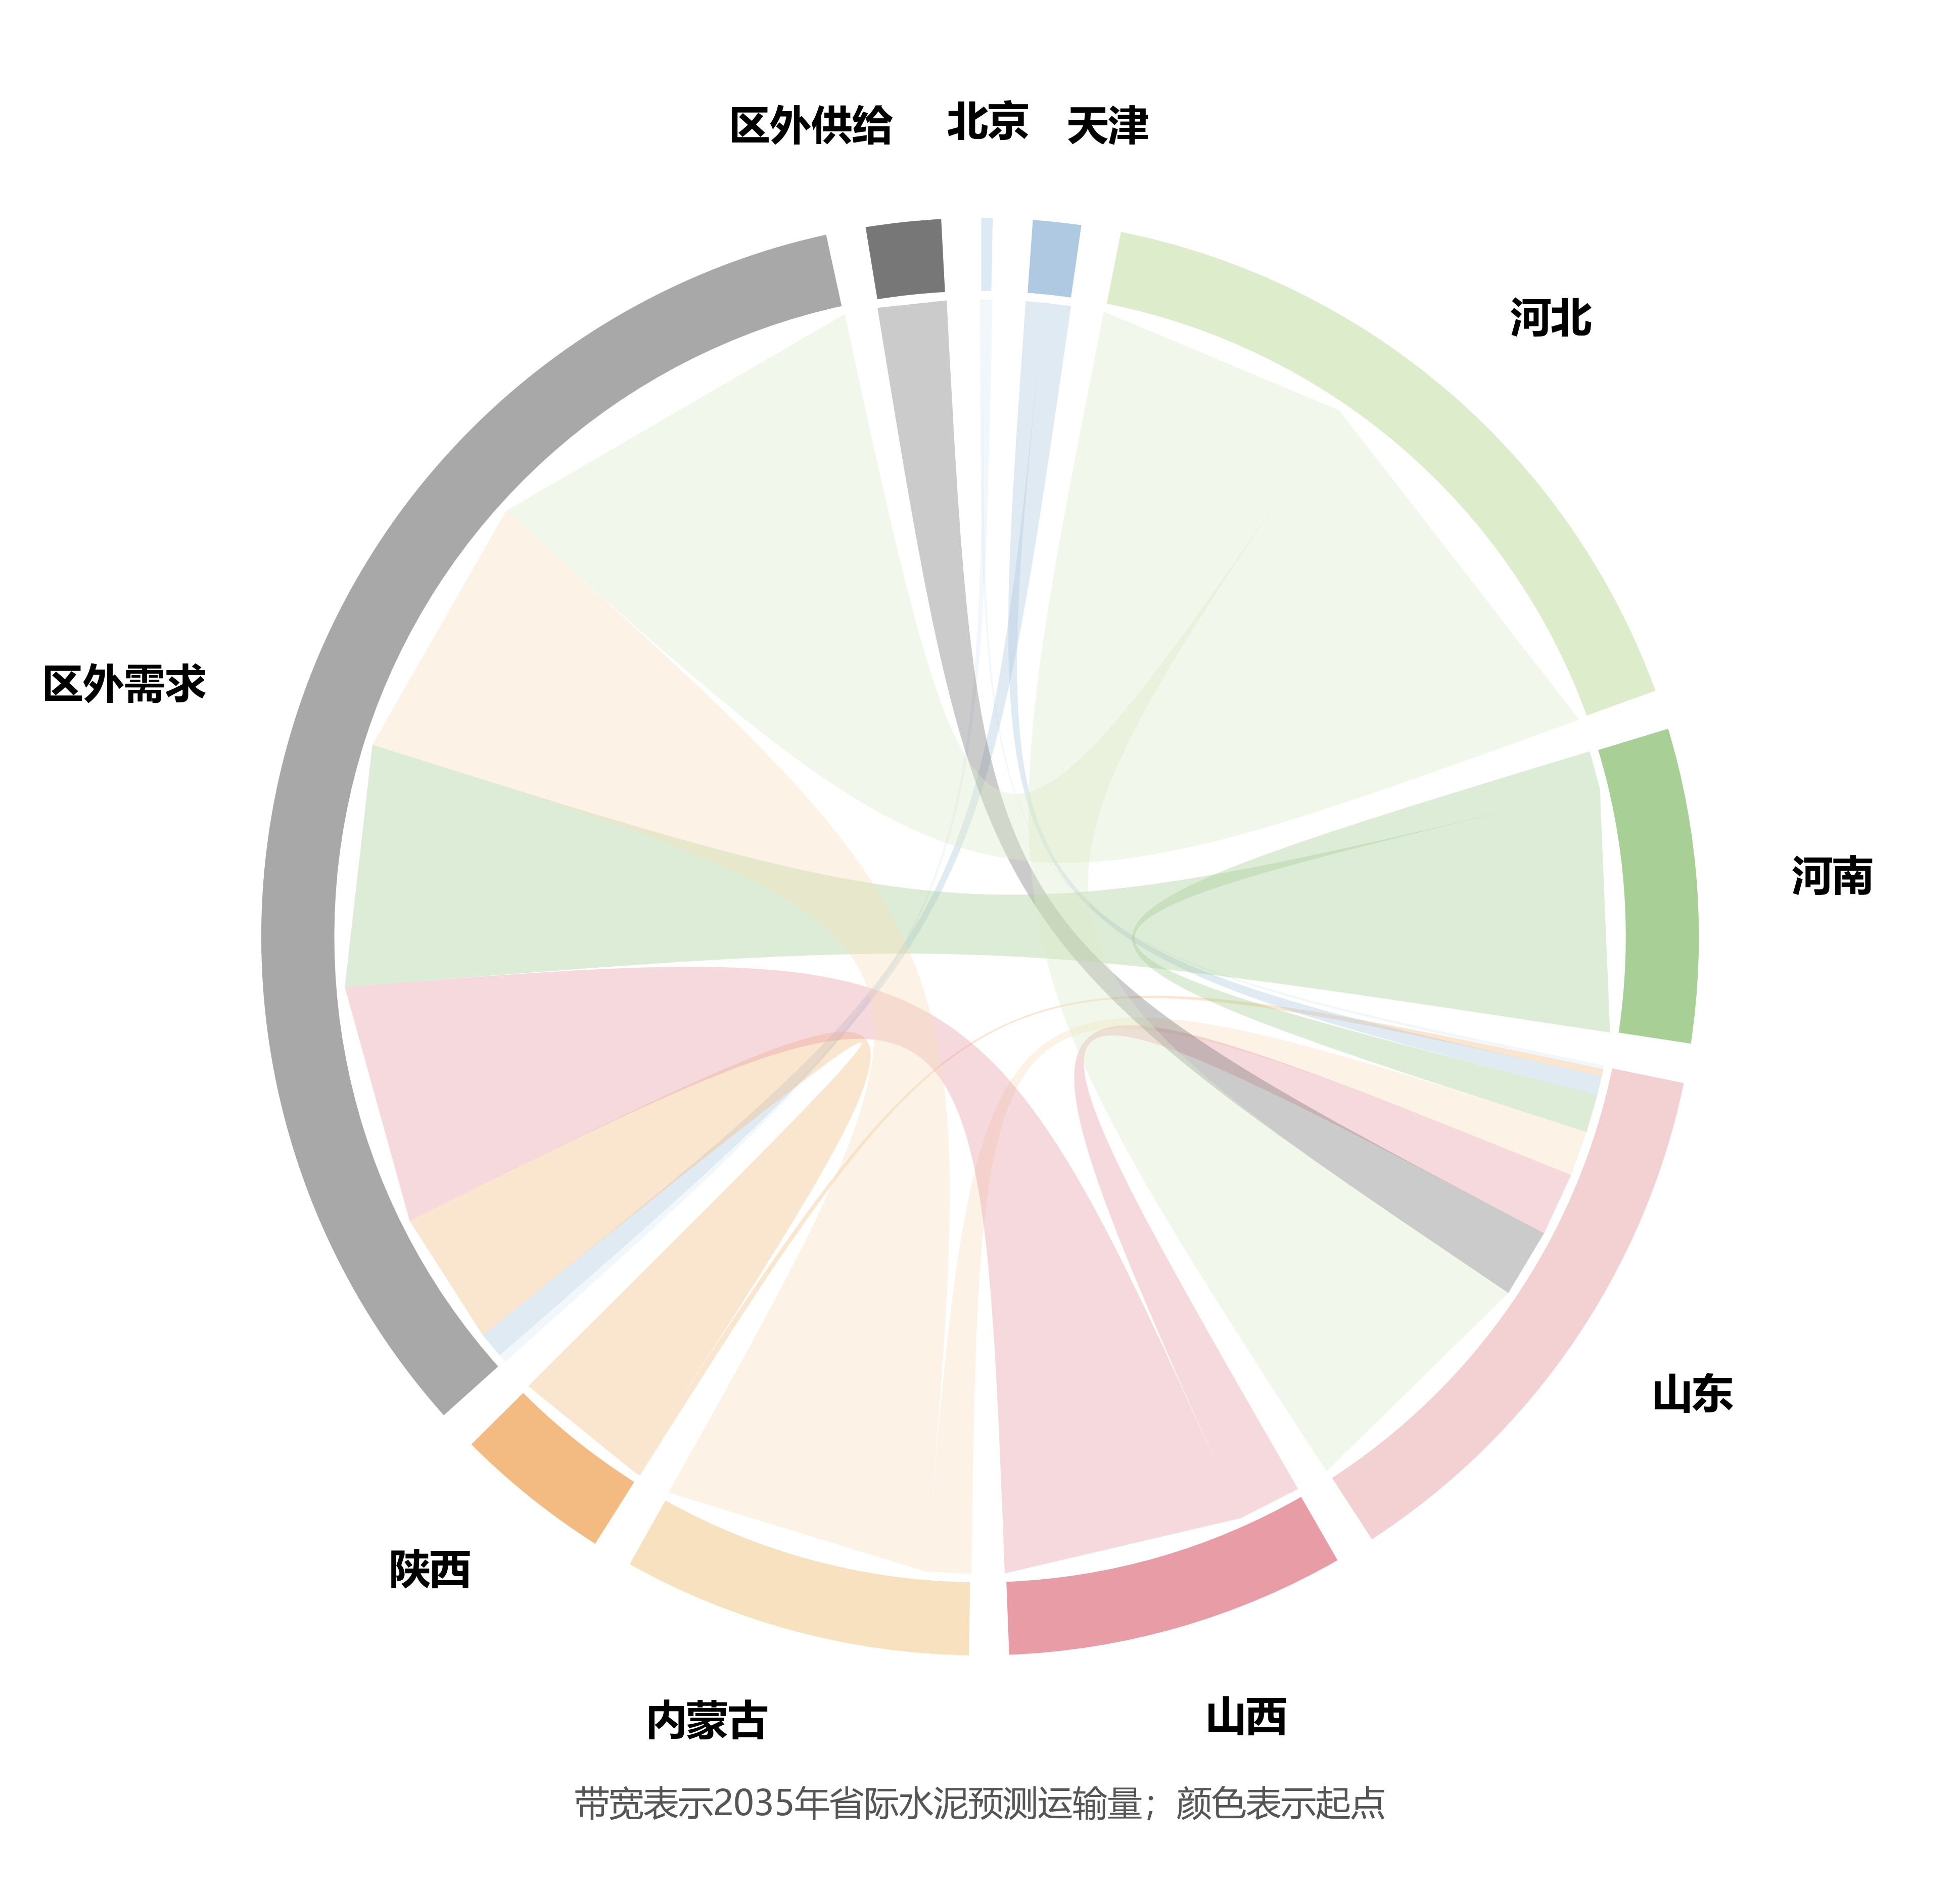 区外供给
北京
天津
河北
区外需求
河南
山东
陕西
内蒙古
山西
带宽表示2035年省际水泥预测运输量；颜色表示起点